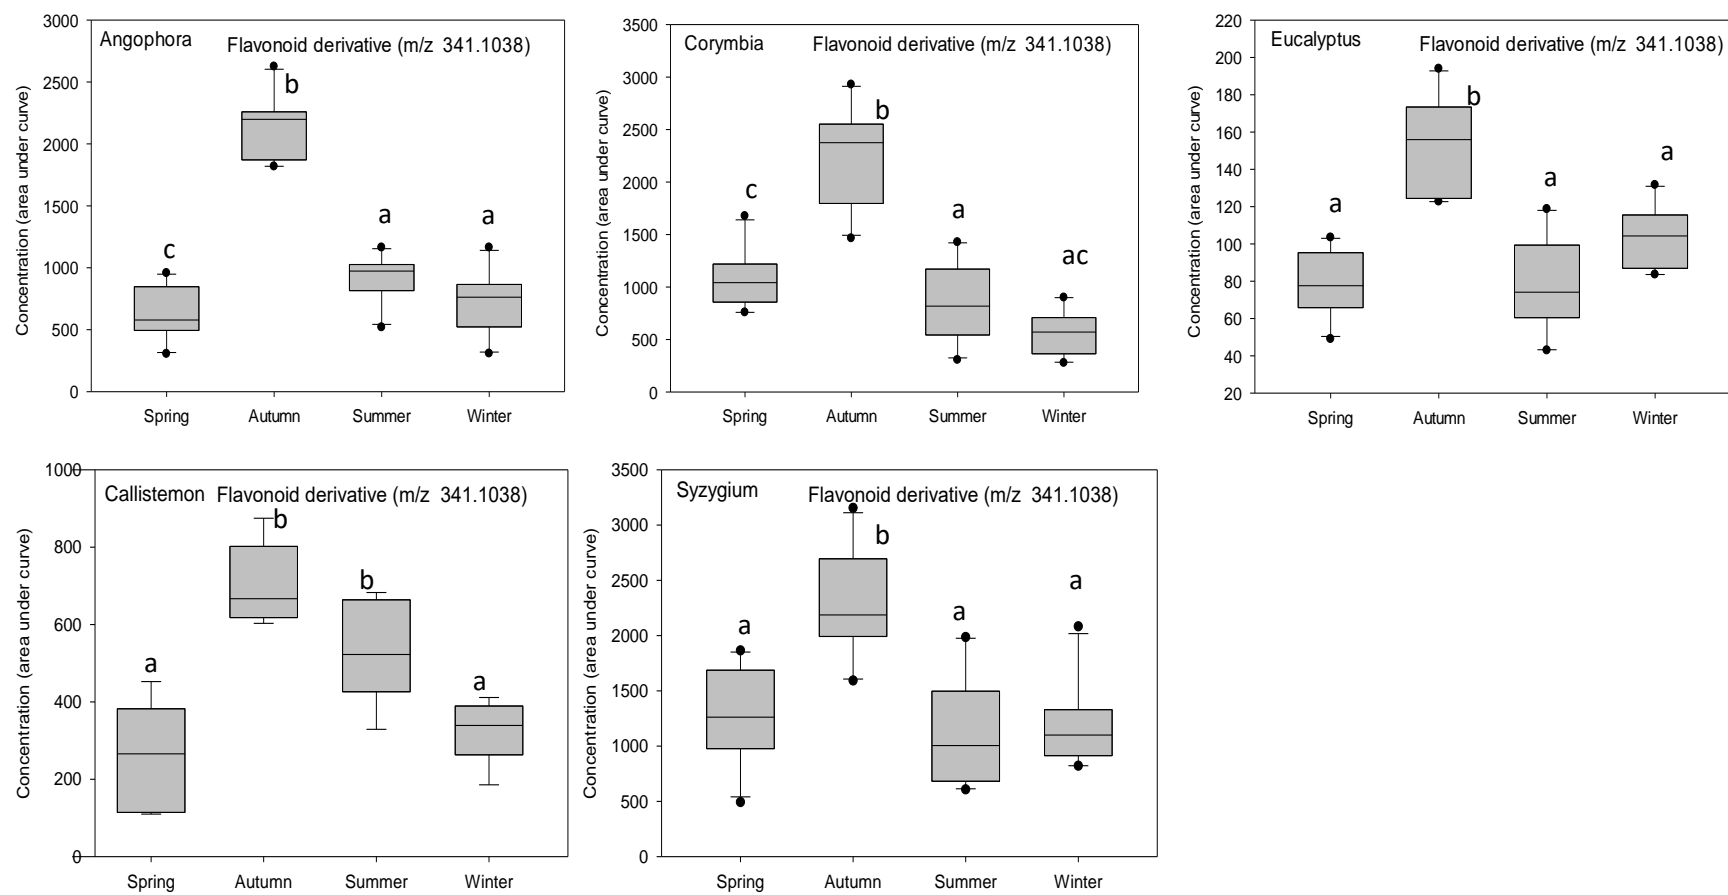 Angophora Flavonoid derivative (m/z 341.1038)
Concentration (area under curve)
3000
2500
2000
1500
1000
500
0
c
b
a
a
Spring Autumn Summer Winter
Corymbia Flavonoid derivative (m/z 341.1038)
Concentration (area under curve)
3500
3000
2500
2000
1500
1000
500
0
c
b
a
ac
Spring Autumn Summer Winter
Eucalyptus Flavonoid derivative (m/z 341.1038)
Concentration (area under curve)
220
200
180
160
140
120
100
80
60
40
20
a
b
a
a
Spring Autumn Summer Winter
Callistemon Flavonoid derivative (m/z 341.1038)
Concentration (area under curve)
1000
800
600
400
200
0
a
b
b
a
Spring Autumn Summer Winter
Syzygium Flavonoid derivative (m/z 341.1038)
Concentration (area under curve)
3500
3000
2500
2000
1500
1000
500
0
a
b
a
a
Spring Autumn Summer Winter